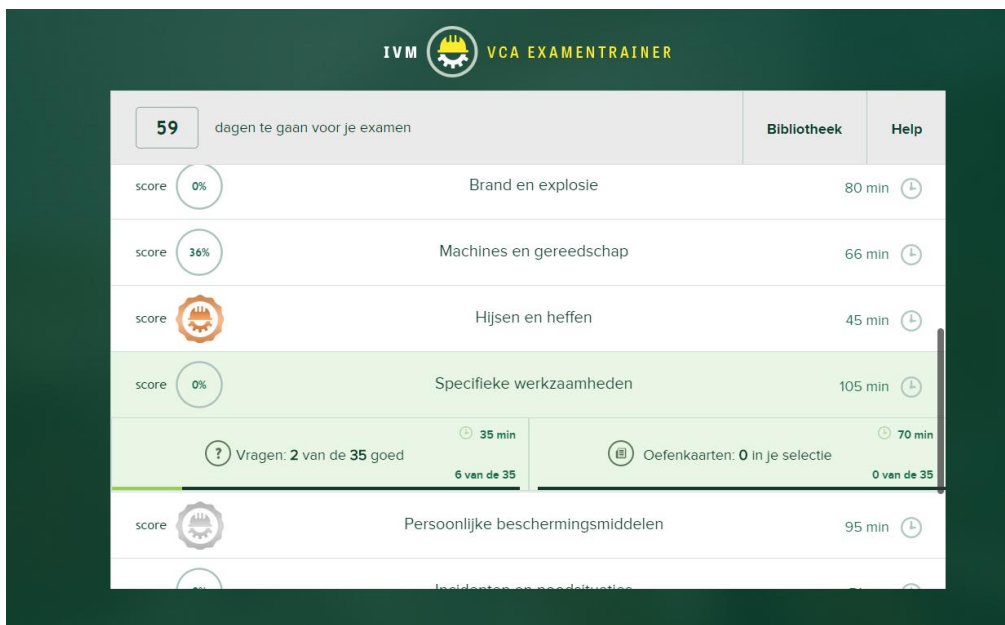 IVM VCA EXAMENTRAINER
59 dagen te gaan voor je examen Bibliotheek Help
score 0% Brand en explosie 80 min
score 36% Machines en gereedschap 66 min
score Hijsen en heffen 45 min
score 0% Specifieke werkzaamheden 105 min
35 min
? Vragen: 2 van de 35 goed
6 van de 35
70 min
Oefenkaarten: 0 in je selectie
0 van de 35
score Persoonlijke beschermingsmiddelen 95 min
Incidenten en noodsituaties